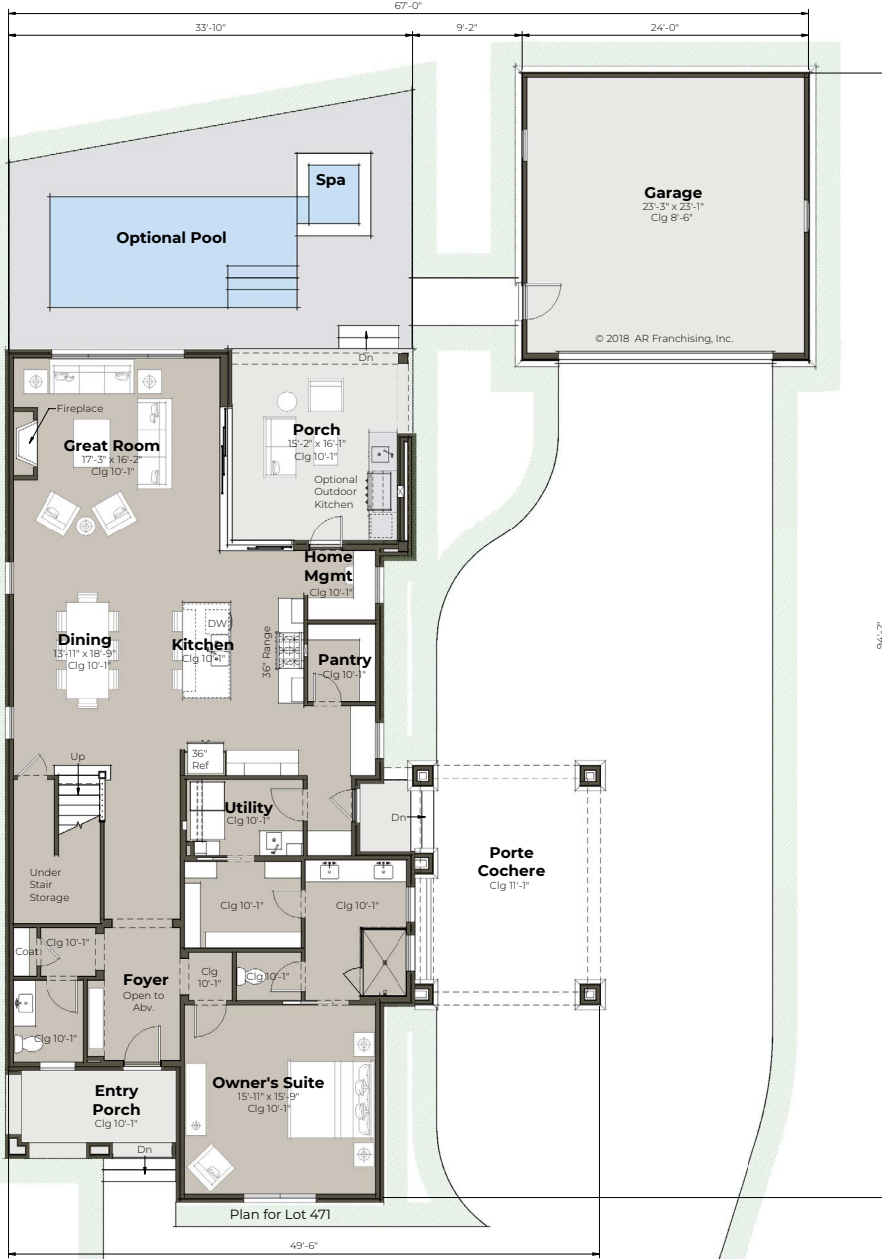 67'-0"
33'-10"
9'-2"
24'-0"
Spa
Optional Pool
Garage
23'-3" x 23'-1"
Clg 8'-6"
© 2018 AR Franchising, Inc.
Dn
Fireplace
Great Room
17'-3" x 16'-2"
Clg 10'-1"
Porch
15'-2" x 16'-1"
Clg 10'-1"
Optional
Outdoor
Kitchen
Home
Mgmt
Clg 10'-1"
Dining
13'-11" x 18'-9"
Clg 10'-1"
DW
Kitchen
Clg 10'-1"
36" Range
Pantry
Clg 10'-1"
94'-7"
Up
36"
Ref
Utility
Clg 10'-1"
Dn
Porte
Cochere
Clg 11'-1"
Under
Stair
Storage
Clg 10'-1"
Clg 10'-1"
Coat
Clg 10'-1"
Foyer
Open to
Abv.
Clg
10'-1"
Clg 10'-1"
Clg 10'-1"
Entry
Porch
Clg 10'-1"
Owner's Suite
15'-11" x 15'-9"
Clg 10'-1"
Dn
Plan for Lot 471
49'-6"